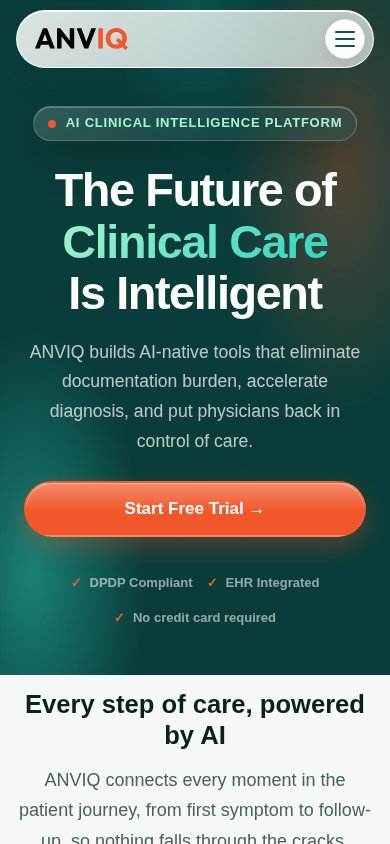 ANVIQ
AI CLINICAL INTELLIGENCE PLATFORM
The Future of
Clinical Care
Is Intelligent
ANVIQ builds AI-native tools that eliminate
documentation burden, accelerate
diagnosis, and put physicians back in
control of care.
Start Free Trial →
✓ DPDP Compliant ✓ EHR Integrated
✓ No credit card required
Every step of care, powered
by AI
ANVIQ connects every moment in the
patient journey, from first symptom to follow-
up, so nothing falls through the cracks